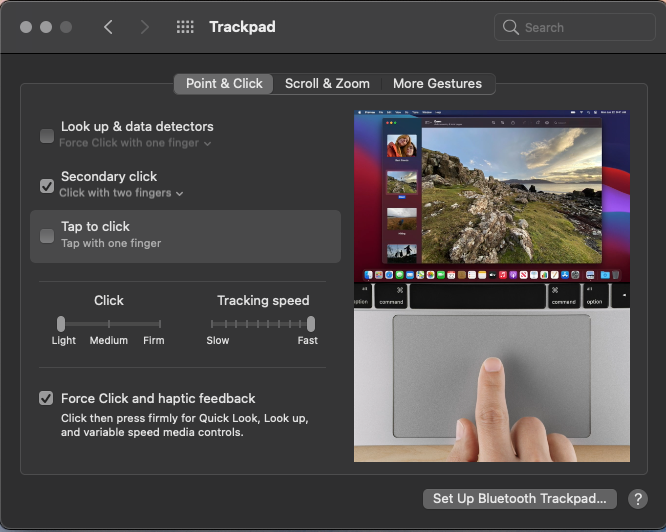 Trackpad
Search
Point & Click
Scroll & Zoom
More Gestures
Look up & data detectors
Force Click with one finger
Secondary click
Click with two fingers
Tap to click
Tap with one finger
Click
Tracking speed
Light
Medium
Firm
Slow
Fast
Force Click and haptic feedback
Click then press firmly for Quick Look, Look up,
and variable speed media controls.
⌘
⌘
option
command
command
option
Set Up Bluetooth Trackpad...
?